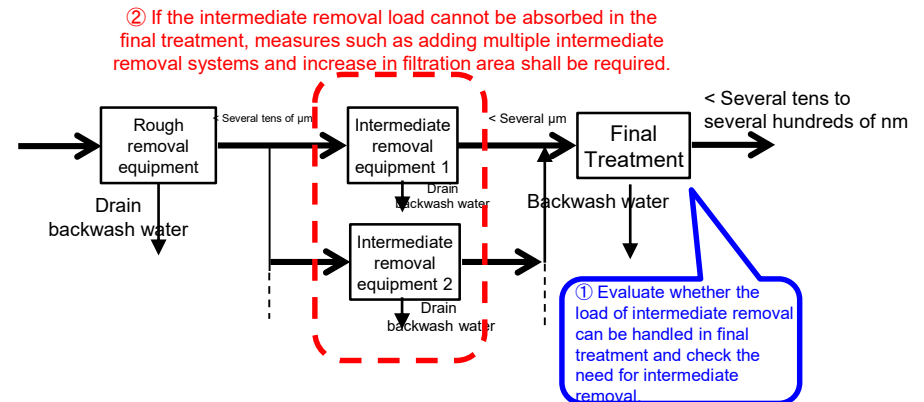 ② If the intermediate removal load cannot be absorbed in the
final treatment, measures such as adding multiple intermediate
removal systems and increase in filtration area shall be required.
Rough
removal
equipment
< Several tens of μm
Intermediate
removal
equipment 1
< Several μm
Final
Treatment
< Several tens to
several hundreds of nm
Drain
backwash water
Drain
backwash water
Backwash water
Intermediate
removal
equipment 2
Drain
backwash water
① Evaluate whether the
load of intermediate removal
can be handled in final
treatment and check the
need for intermediate
removal.